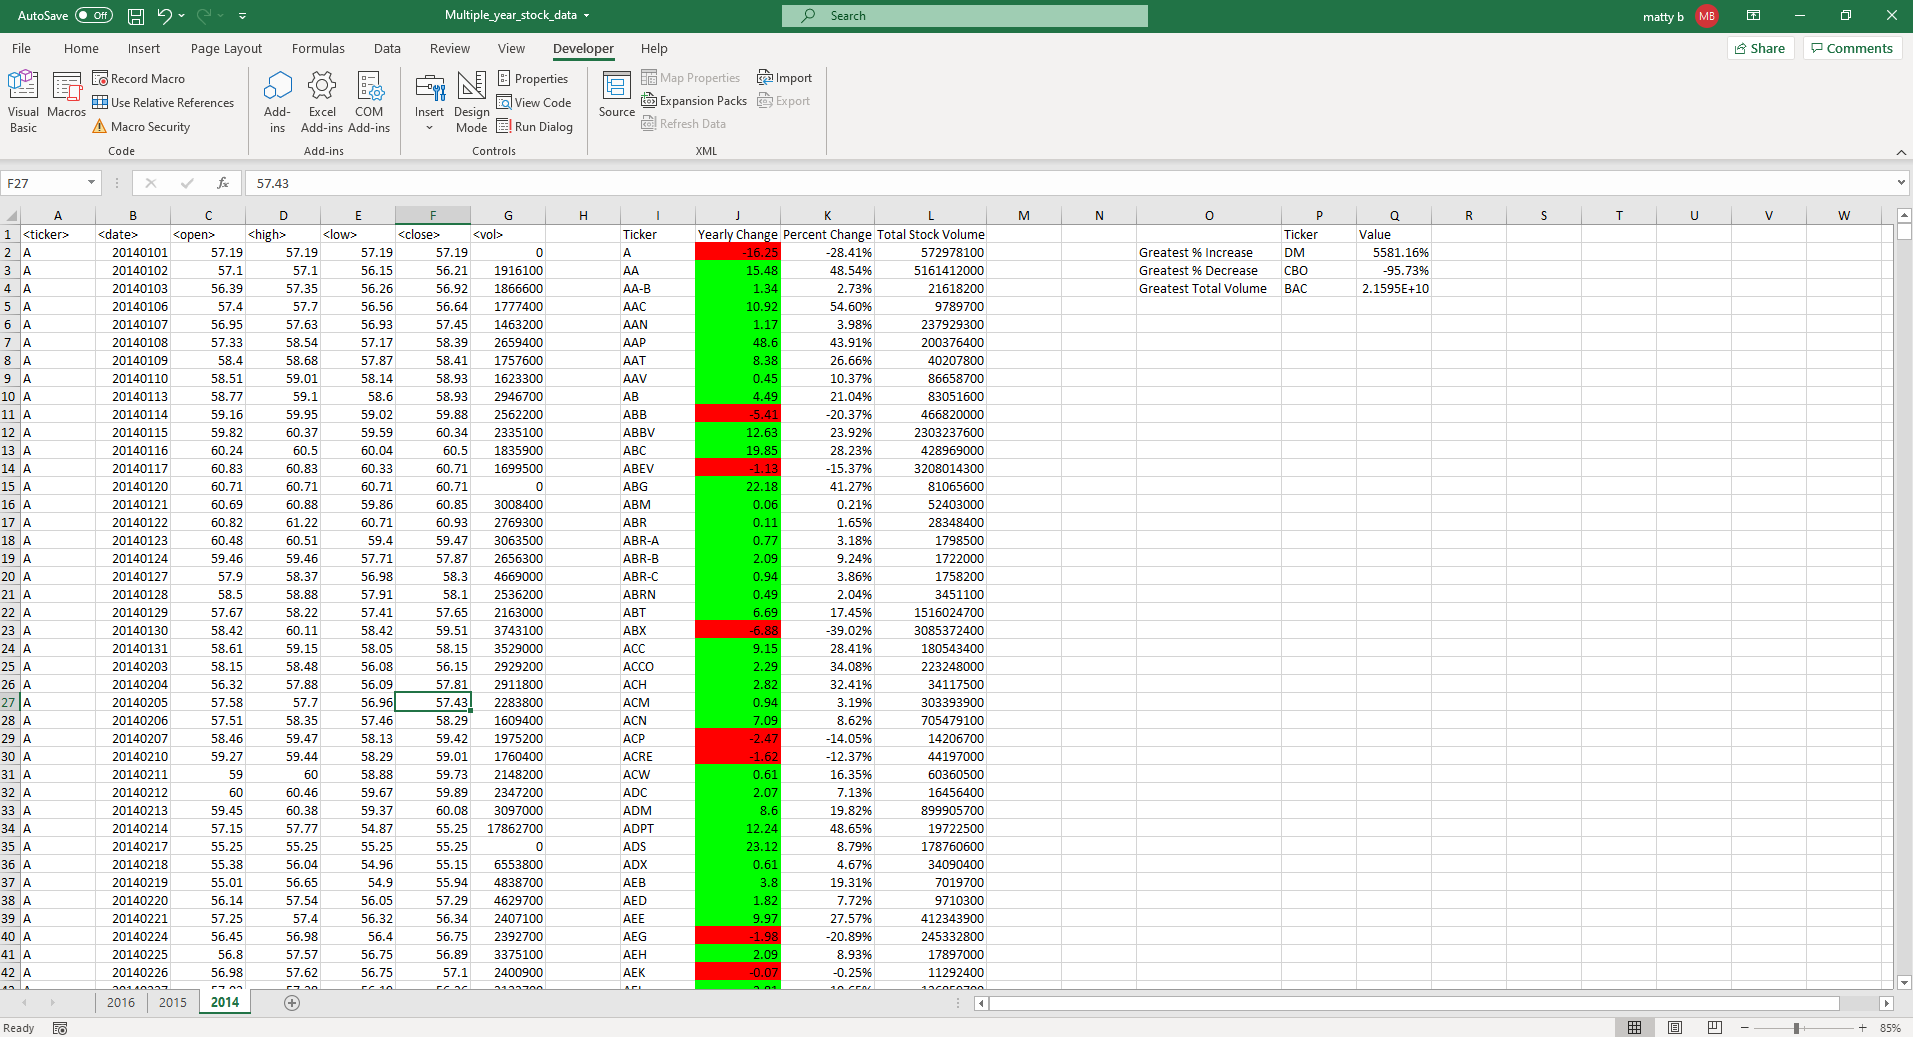 AutoSave Off Multiple_year_stock_data Search matty b MB
File Home Insert Page Layout Formulas Data Review View Developer Help Share Comments
Visual Basic
Macros
Record Macro
Use Relative References
Macro Security
Code
Add-ins
Excel Add-ins
COM Add-ins
Add-ins
Insert
Design Mode
Properties
View Code
Run Dialog
Controls
Source
Map Properties
Expansion Packs
Refresh Data
Import
Export
XML
F27 fx 57.43
A B C D E F G H I J K L M N O P Q R S T U V W
1 <ticker> <date> <open> <high> <low> <close> <vol> Ticker Yearly Change Percent Change Total Stock Volume Ticker Value
2 A 20140101 57.19 57.19 57.19 57.19 0 A -16.25 -28.41% 572978100 Greatest % Increase DM 5581.16%
3 A 20140102 57.1 57.1 56.15 56.21 1916100 AA 15.48 48.54% 5161412000 Greatest % Decrease CBO -95.73%
4 A 20140103 56.39 57.35 56.26 56.92 1866600 AA-B 1.34 2.73% 21618200 Greatest Total Volume BAC 2.1595E+10
5 A 20140106 57.4 57.7 56.56 56.64 1777400 AAC 10.92 54.60% 9789700
6 A 20140107 56.95 57.63 56.93 57.45 1463200 AAN 1.17 3.98% 237929300
7 A 20140108 57.33 58.54 57.17 58.39 2659400 AAP 48.6 43.91% 200376400
8 A 20140109 58.4 58.68 57.87 58.41 1757600 AAT 8.38 26.66% 40207800
9 A 20140110 58.51 59.01 58.14 58.93 1623300 AAV 0.45 10.37% 86658700
10 A 20140113 58.77 59.1 58.6 58.93 2946700 AB 4.49 21.04% 83051600
11 A 20140114 59.16 59.95 59.02 59.88 2562200 ABB -5.41 -20.37% 466820000
12 A 20140115 59.82 60.37 59.59 60.34 2335100 ABBV 12.63 23.92% 2303237600
13 A 20140116 60.24 60.5 60.04 60.5 1835900 ABC 19.85 28.23% 428969000
14 A 20140117 60.83 60.83 60.33 60.71 1699500 ABEV -1.13 -15.37% 3208014300
15 A 20140120 60.71 60.71 60.71 60.71 0 ABG 22.18 41.27% 81065600
16 A 20140121 60.69 60.88 59.86 60.85 3008400 ABM 0.06 0.21% 52403000
17 A 20140122 60.82 61.22 60.71 60.93 2769300 ABR 0.11 1.65% 28348400
18 A 20140123 60.48 60.51 59.4 59.47 3063500 ABR-A 0.77 3.18% 1798500
19 A 20140124 59.46 59.46 57.71 57.87 2656300 ABR-B 2.09 9.24% 1722000
20 A 20140127 57.9 58.37 56.98 58.3 4669000 ABR-C 0.94 3.86% 1758200
21 A 20140128 58.5 58.88 57.91 58.1 2536200 ABRN 0.49 2.04% 3451100
22 A 20140129 57.67 58.22 57.41 57.65 2163000 ABT 6.69 17.45% 1516024700
23 A 20140130 58.42 60.11 58.42 59.51 3743100 ABX -6.88 -39.02% 3085372400
24 A 20140131 58.61 59.15 58.05 58.15 3529000 ACC 9.15 28.41% 180543400
25 A 20140203 58.15 58.48 56.08 56.15 2929200 ACCO 2.29 34.08% 223248000
26 A 20140204 56.32 57.88 56.09 57.81 2911800 ACH 2.82 32.41% 34117500
27 A 20140205 57.58 57.7 56.96 57.43 2283800 ACM 0.94 3.19% 303393900
28 A 20140206 57.51 58.35 57.46 58.29 1609400 ACN 7.09 8.62% 705479100
29 A 20140207 58.46 59.47 58.13 59.42 1975200 ACP -2.47 -14.05% 14206700
30 A 20140210 59.27 59.44 58.29 59.01 1760400 ACRE -1.62 -12.37% 44197000
31 A 20140211 59 60 58.88 59.73 2148200 ACW 0.61 16.35% 60360500
32 A 20140212 60 60.46 59.67 59.89 2347200 ADC 2.07 7.13% 16456400
33 A 20140213 59.45 60.38 59.37 60.08 3097000 ADM 8.6 19.82% 899905700
34 A 20140214 57.15 57.77 54.87 55.25 17862700 ADPT 12.24 48.65% 19722500
35 A 20140217 55.25 55.25 55.25 55.25 0 ADS 23.12 8.79% 178760600
36 A 20140218 55.38 56.04 54.96 55.15 6553800 ADX 0.61 4.67% 34090400
37 A 20140219 55.01 56.65 54.9 55.94 4838700 AEB 3.8 19.31% 7019700
38 A 20140220 56.14 57.54 56.05 57.29 4629700 AED 1.82 7.72% 9710300
39 A 20140221 57.25 57.4 56.32 56.34 2407100 AEE 9.97 27.57% 412343900
40 A 20140224 56.45 56.98 56.4 56.75 2392700 AEG -1.98 -20.89% 245332800
41 A 20140225 56.8 57.57 56.75 56.89 3375100 AEH 2.09 8.93% 17897000
42 A 20140226 56.98 57.62 56.75 57.1 2400900 AEK -0.07 -0.25% 11292400
2016 2015 2014
Ready 85%